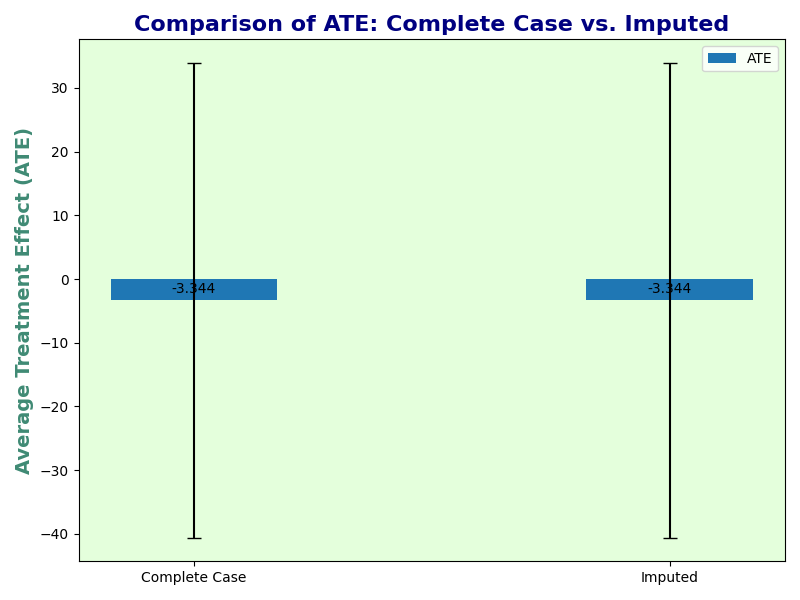 Comparison of ATE: Complete Case vs. Imputed
ATE
Average Treatment Effect (ATE)
30
20
10
0
−10
−20
−30
−40
-3.344
-3.344
Complete Case
Imputed